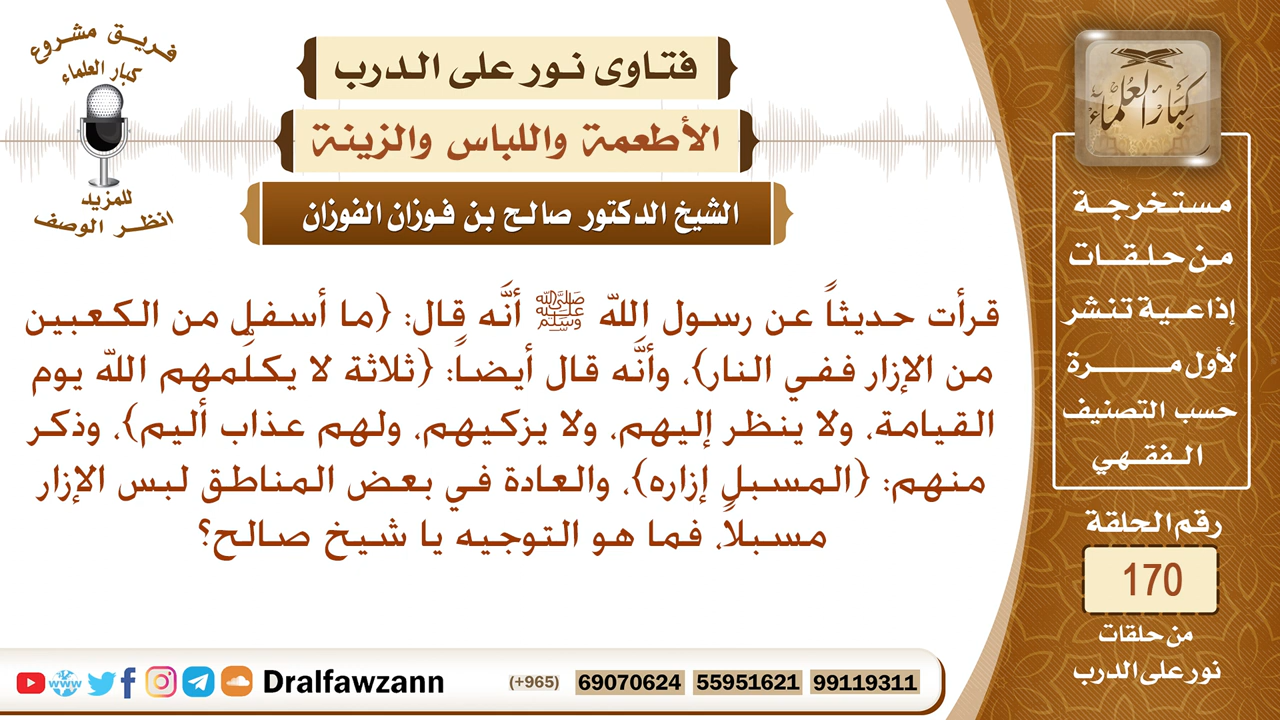 فريق مشروع
كبار العلماء
للمزيد
انظر الوصف
فتاوى نور على الدرب
الأطعمة واللباس والزينة
الشيخ الدكتور صالح بن فوزان الفوزان
قرأت حديثاً عن رسول اللّه ﷺ أنَّه قال: {ما أسفل من الكعبين
من الإزار ففي النار}، وأنَّه قال أيضاً: {ثلاثة لا يكلِّمهم اللّه يوم
القيامة، ولا ينظر إليهم، ولا يزكيهم، ولهم عذاب أليم}، وذكر
منهم: {المسبل إزاره}، والعادة في بعض المناطق لبس الإزار
مسبلاً، فما هو التوجيه يا شيخ صالح؟
كبار العلماء
مستخرجة
من حلقات
إذاعية تنشر
لأول مرة
حسب التصنيف
الفقهي
رقم الحلقة
170
من حلقات
نور على الدرب
www
Dralfawzann
(+965) 69070624 55951621 99119311